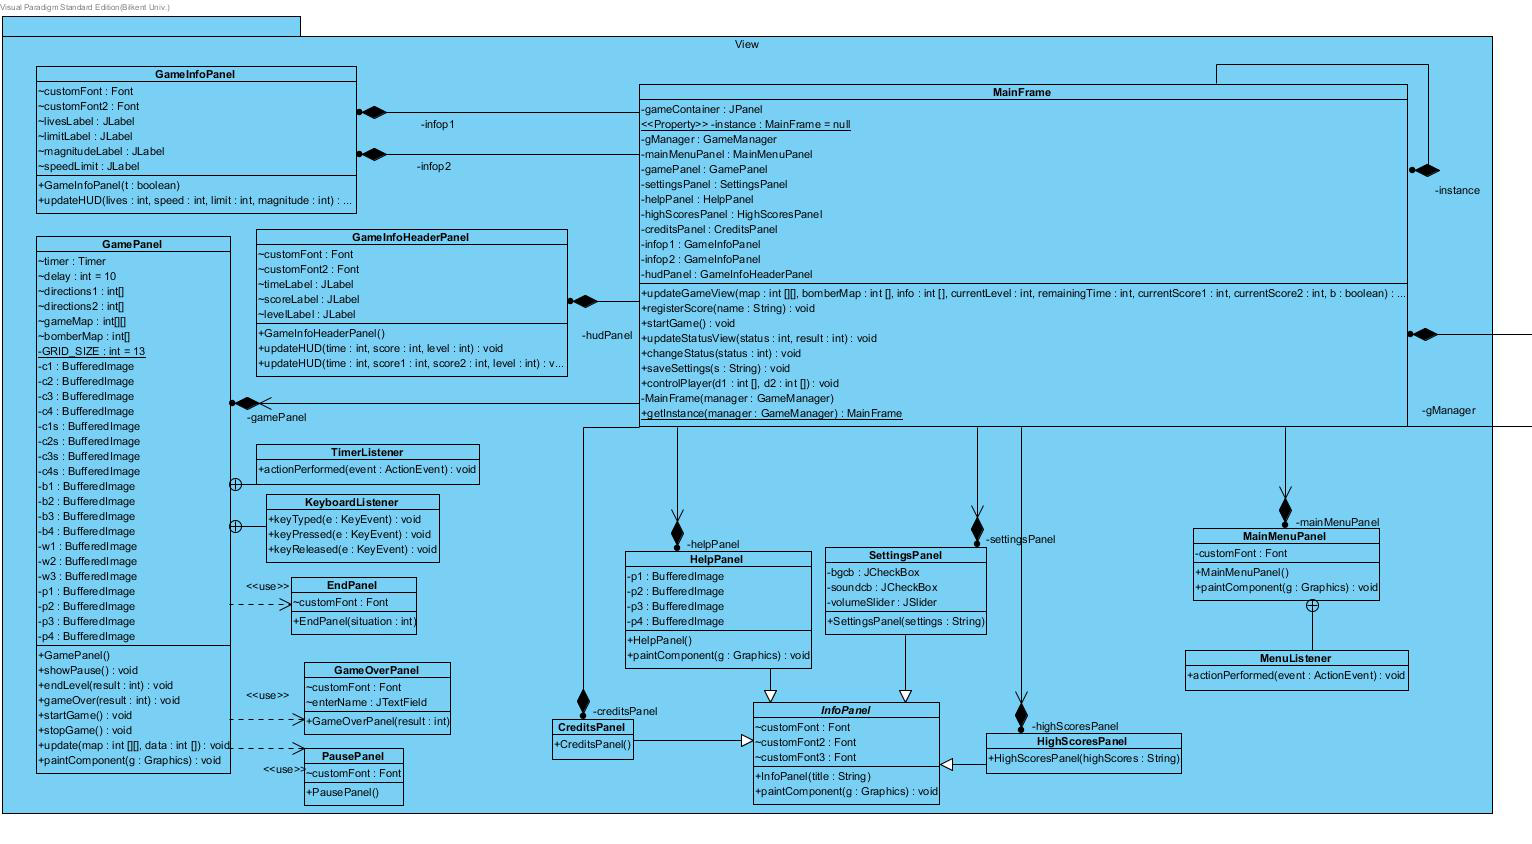 Visual Paradigm Standard Edition(Bilkent Univ.)
View
GameInfoPanel
~customFont : Font
~customFont2 : Font
~livesLabel : JLabel
~limitLabel : JLabel
~magnitudeLabel : JLabel
~speedLimit : JLabel
+GameInfoPanel(t : boolean)
+updateHUD(lives : int, speed : int, limit : int, magnitude : int) : ...
-infop1
-infop2
MainFrame
-gameContainer : JPanel
<<Property>> -instance : MainFrame = null
-gManager : GameManager
-mainMenuPanel : MainMenuPanel
-gamePanel : GamePanel
-settingsPanel : SettingsPanel
-helpPanel : HelpPanel
-highScoresPanel : HighScoresPanel
-creditsPanel : CreditsPanel
-infop1 : GameInfoPanel
-infop2 : GameInfoPanel
-hudPanel : GameInfoHeaderPanel
+updateGameView(map : int [][], bomberMap : int [], info : int [], currentLevel : int, remainingTime : int, currentScore1 : int, currentScore2 : int, b : boolean) : ...
+registerScore(name : String) : void
+startGame() : void
+updateStatusView(status : int, result : int) : void
+changeStatus(status : int) : void
+saveSettings(s : String) : void
+controlPlayer(d1 : int [], d2 : int []) : void
-MainFrame(manager : GameManager)
+getInstance(manager : GameManager) : MainFrame
-instance
-gManager
GamePanel
~timer : Timer
~delay : int = 10
~directions1 : int[]
~directions2 : int[]
~gameMap : int[][]
~bomberMap : int[]
-GRID_SIZE : int = 13
-c1 : BufferedImage
-c2 : BufferedImage
-c3 : BufferedImage
-c4 : BufferedImage
-c1s : BufferedImage
-c2s : BufferedImage
-c3s : BufferedImage
-c4s : BufferedImage
-b1 : BufferedImage
-b2 : BufferedImage
-b3 : BufferedImage
-b4 : BufferedImage
-w1 : BufferedImage
-w2 : BufferedImage
-w3 : BufferedImage
-p1 : BufferedImage
-p2 : BufferedImage
-p3 : BufferedImage
-p4 : BufferedImage
+GamePanel()
+showPause() : void
+endLevel(result : int) : void
+gameOver(result : int) : void
+startGame() : void
+stopGame() : void
+update(map : int [][], data : int []) : void
+paintComponent(g : Graphics) : void
GameInfoHeaderPanel
~customFont : Font
~customFont2 : Font
~timeLabel : JLabel
~scoreLabel : JLabel
~levelLabel : JLabel
+GameInfoHeaderPanel()
+updateHUD(time : int, score : int, level : int) : void
+updateHUD(time : int, score1 : int, score2 : int, level : int) : v...
-hudPanel
-gamePanel
TimerListener
+actionPerformed(event : ActionEvent) : void
KeyboardListener
+keyTyped(e : KeyEvent) : void
+keyPressed(e : KeyEvent) : void
+keyReleased(e : KeyEvent) : void
<<use>>
EndPanel
~customFont : Font
+EndPanel(situation : int)
<<use>>
GameOverPanel
~customFont : Font
~enterName : JTextField
+GameOverPanel(result : int)
<<use>>
PausePanel
~customFont : Font
+PausePanel()
-helpPanel
HelpPanel
-p1 : BufferedImage
-p2 : BufferedImage
-p3 : BufferedImage
-p4 : BufferedImage
+HelpPanel()
+paintComponent(g : Graphics) : void
-settingsPanel
SettingsPanel
-bgcb : JCheckBox
-soundcb : JCheckBox
-volumeSlider : JSlider
+SettingsPanel(settings : String)
-mainMenuPanel
MainMenuPanel
-customFont : Font
+MainMenuPanel()
+paintComponent(g : Graphics) : void
MenuListener
+actionPerformed(event : ActionEvent) : void
-creditsPanel
CreditsPanel
+CreditsPanel()
InfoPanel
~customFont : Font
~customFont2 : Font
~customFont3 : Font
+InfoPanel(title : String)
+paintComponent(g : Graphics) : void
-highScoresPanel
HighScoresPanel
+HighScoresPanel(highScores : String)